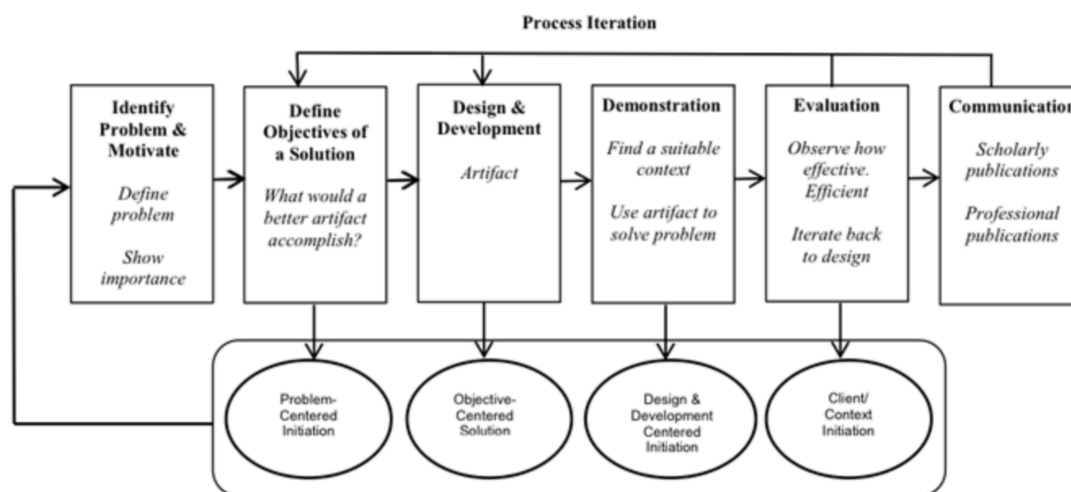 Process Iteration
Identify
Problem &
Motivate
Define
problem
Show
importance
Define
Objectives of
a Solution
What would a
better artifact
accomplish?
Design &
Development
Artifact
Demonstration
Find a suitable
context
Use artifact to
solve problem
Evaluation
Observe how
effective.
Efficient
Iterate back
to design
Communication
Scholarly
publications
Professional
publications
Problem-
Centered
Initiation
Objective-
Centered
Solution
Design &
Development
Centered
Initiation
Client/
Context
Initiation